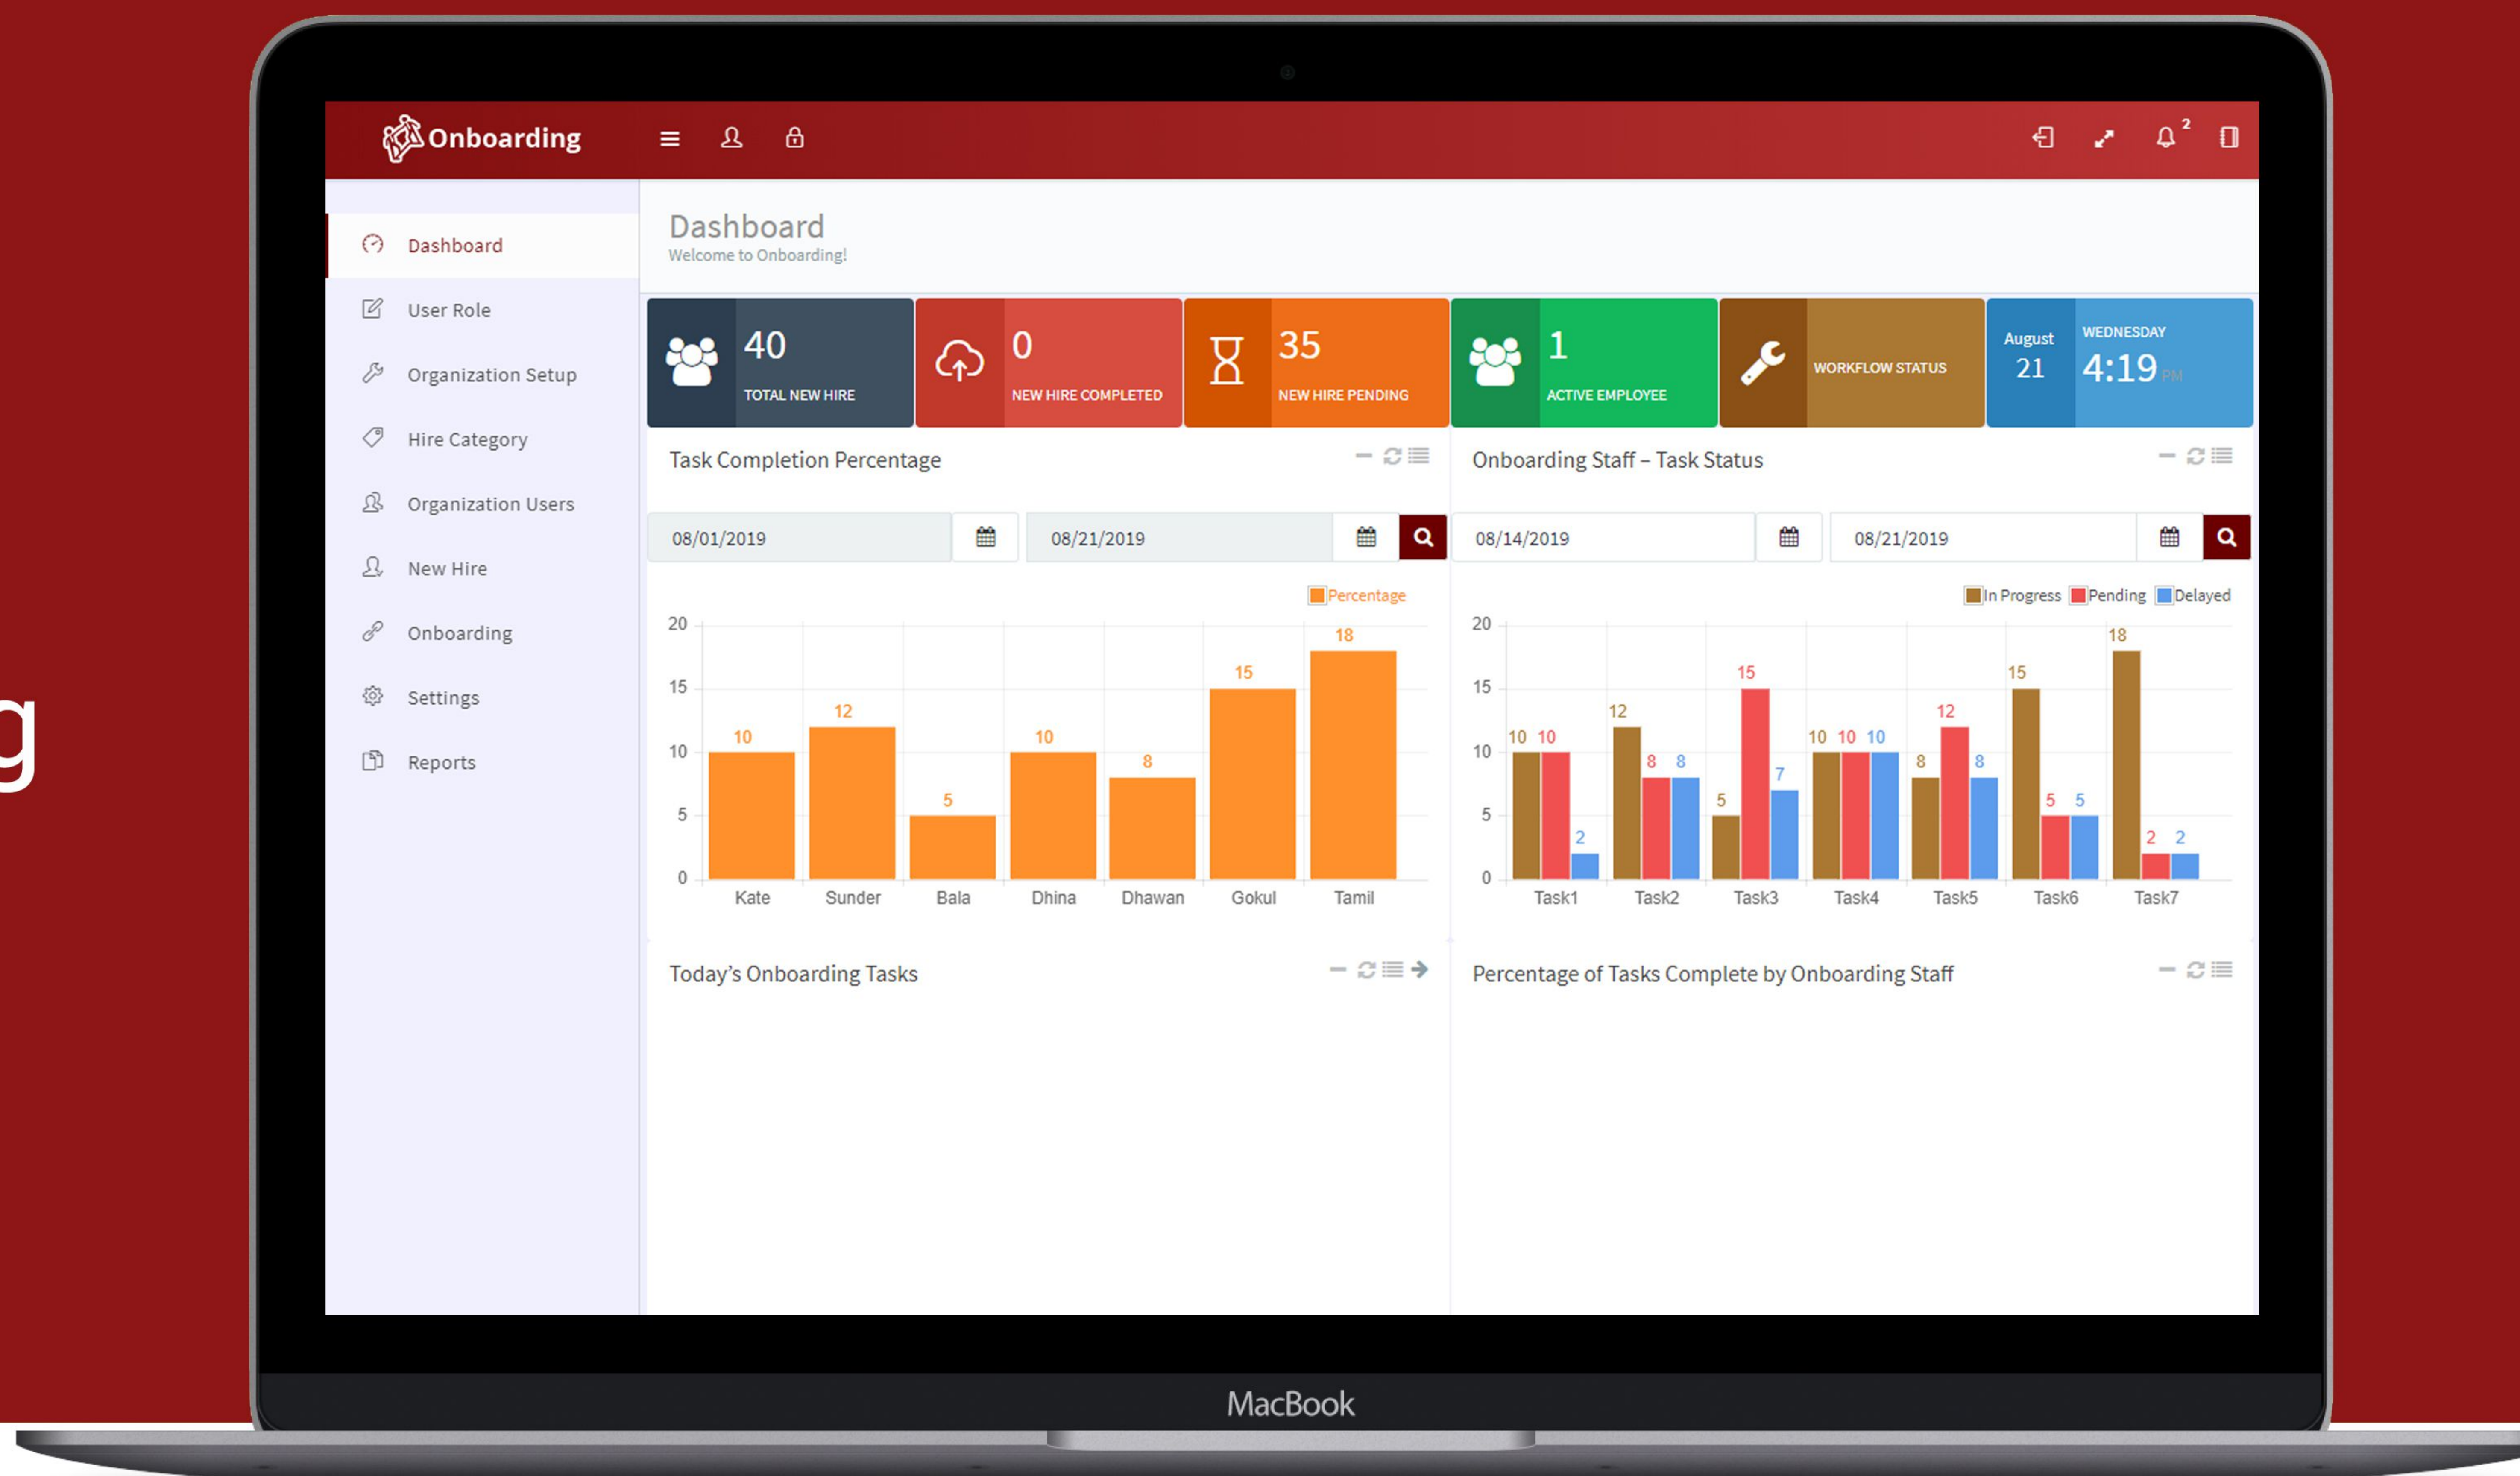 g
Onboarding
2
Dashboard
User Role
Organization Setup
Hire Category
Organization Users
New Hire
Onboarding
Settings
Reports
Dashboard
Welcome to Onboarding!
40
TOTAL NEW HIRE
0
NEW HIRE COMPLETED
35
NEW HIRE PENDING
1
ACTIVE EMPLOYEE
WORKFLOW STATUS
August
21
WEDNESDAY
4:19 PM
Task Completion Percentage
08/01/2019
08/21/2019
Percentage
20
15
10
5
0
10
12
5
10
8
15
18
Kate Sunder Bala Dhina Dhawan Gokul Tamil
Onboarding Staff – Task Status
08/14/2019
08/21/2019
In Progress Pending Delayed
20
15
10
5
0
10 10 2
12 8 8
5 15 7
10 10 10
8 12 8
15 5 5
18 2 2
Task1 Task2 Task3 Task4 Task5 Task6 Task7
Today's Onboarding Tasks
Percentage of Tasks Complete by Onboarding Staff
MacBook